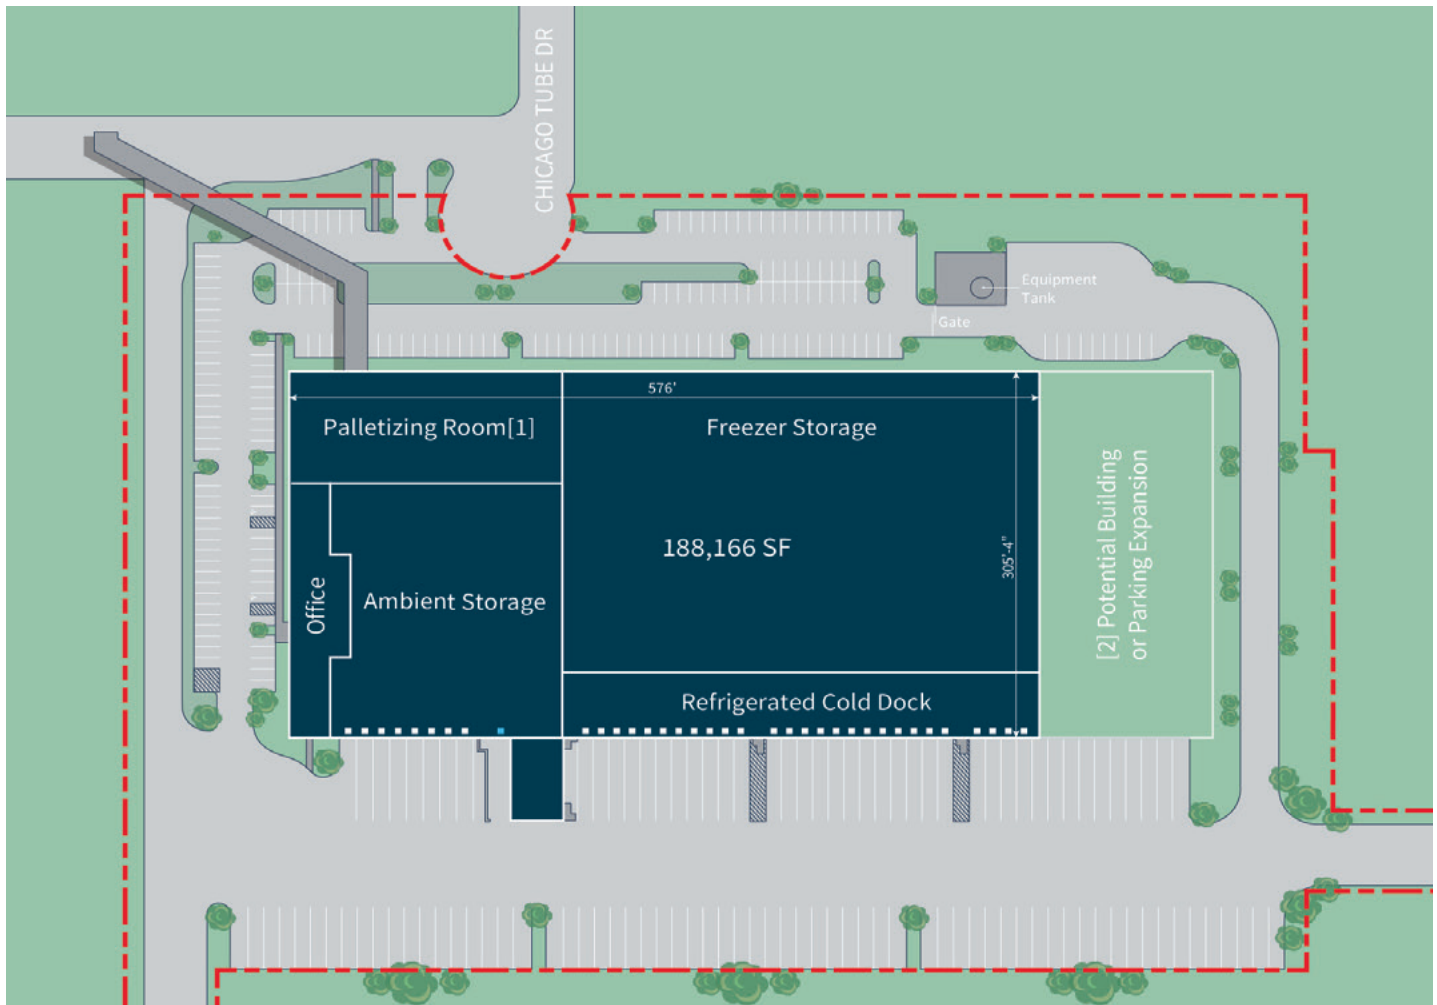 CHICAGO TUBE DR
Equipment
Tank
Gate
576'
Palletizing Room[1]
Freezer Storage
188,166 SF
305'-4"
[2] Potential Building
or Parking Expansion
Office
Ambient Storage
Refrigerated Cold Dock